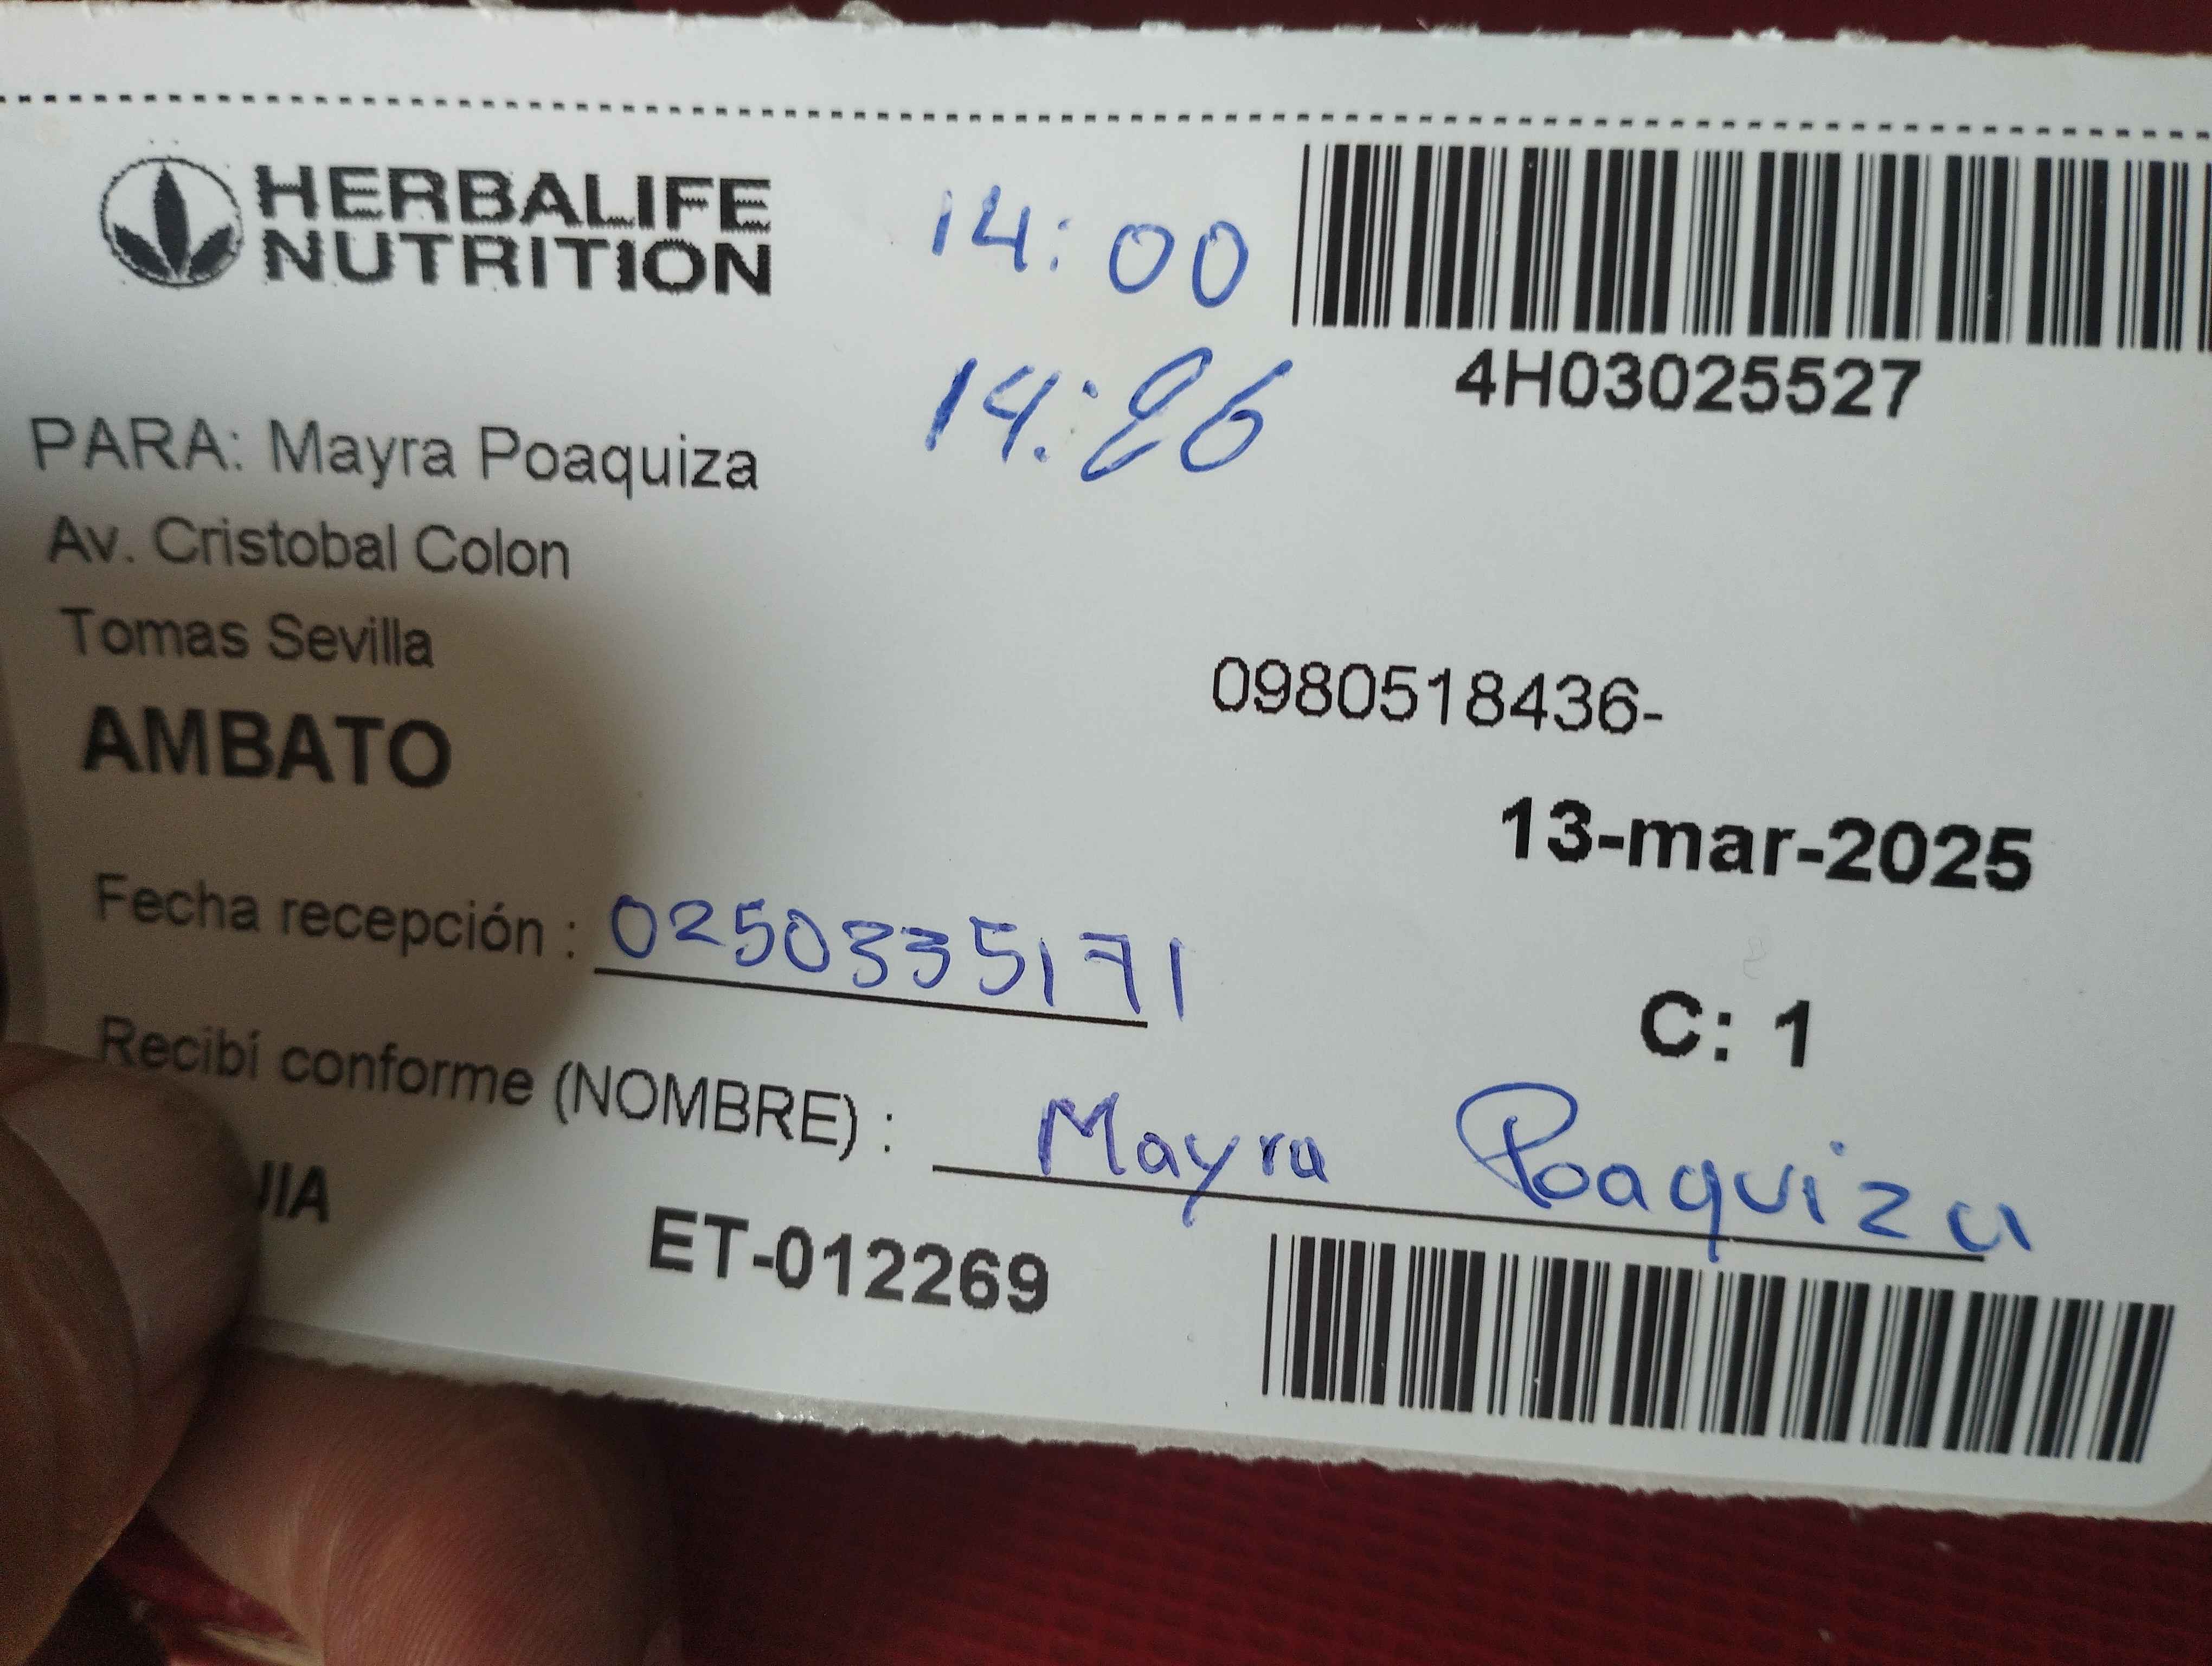 HERBALIFE
NUTRITION
14:00
4H03025527
14:26
PARA: Mayra Poaquiza
Av. Cristobal Colon
Tomas Sevilla
0980518436-
AMBATO
13-mar-2025
Fecha recepción : 0250335171
C: 1
Recibí conforme (NOMBRE) : Mayra Poaquiza
ET-012269